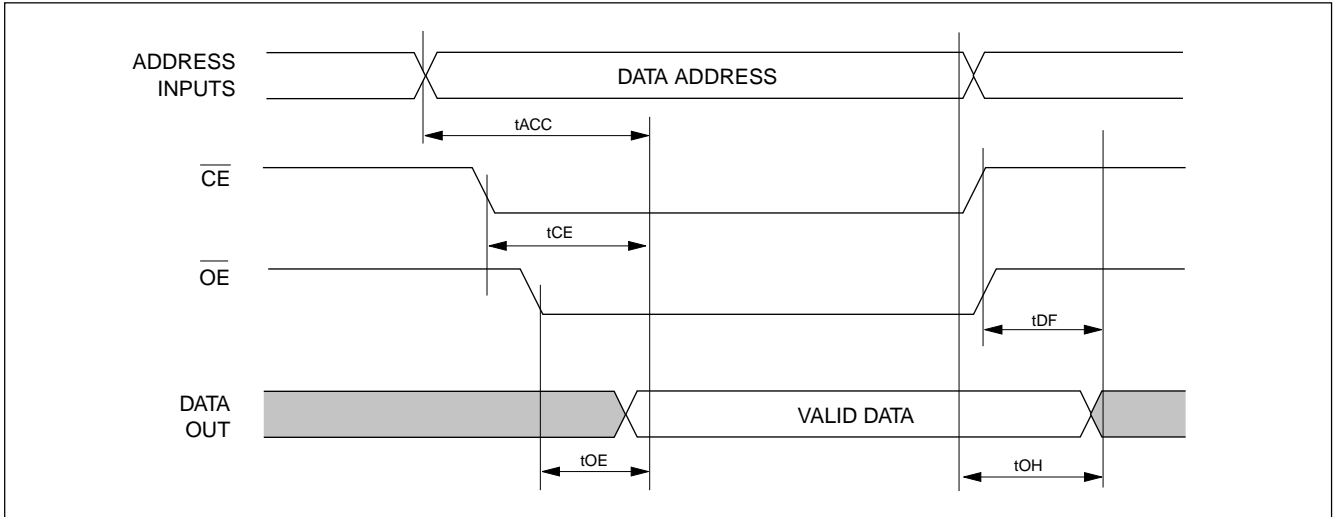 ADDRESS
INPUTS
DATA ADDRESS
tACC
CE
tCE
OE
tDF
DATA
OUT
VALID DATA
tOE
tOH